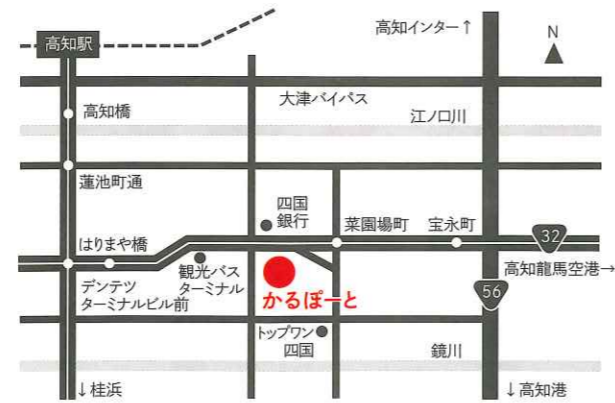 高知インター↑
N
高知駅
大津バイパス
高知橋
江ノ口川
蓮池町通
四国
銀行
菜園場町
宝永町
はりまや橋
32
観光バス
ターミナル
高知龍馬空港→
デンテツ
ターミナルビル前
かるぽーと
56
トップワン
四国
鏡川
↓桂浜
↓高知港